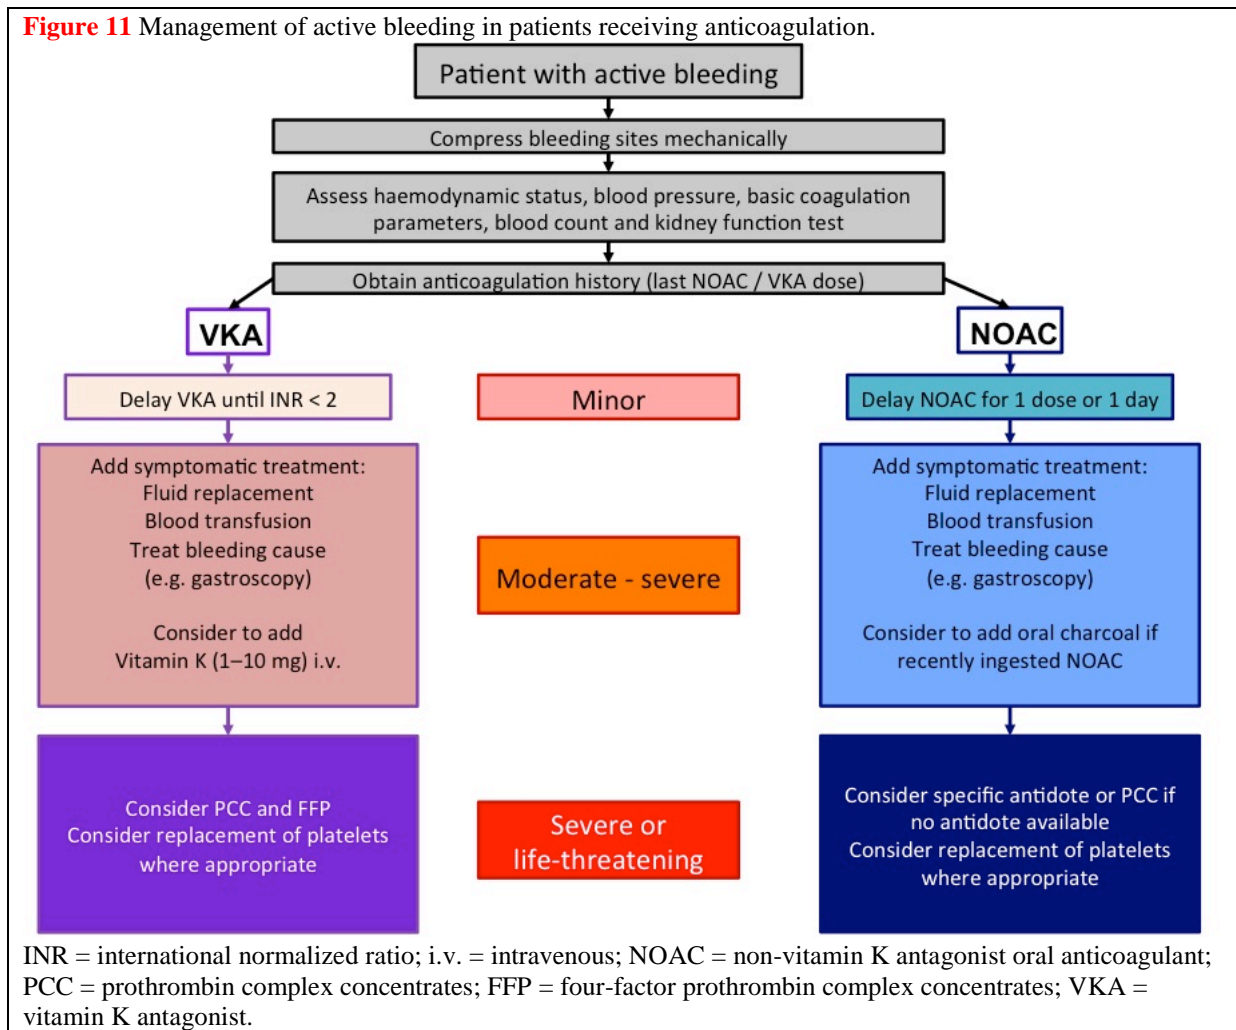 Figure 11 Management of active bleeding in patients receiving anticoagulation.
Patient with active bleeding
Compress bleeding sites mechanically
Assess haemodynamic status, blood pressure, basic coagulation
parameters, blood count and kidney function test
Obtain anticoagulation history (last NOAC / VKA dose)
VKA
NOAC
Delay VKA until INR < 2
Minor
Delay NOAC for 1 dose or 1 day
Add symptomatic treatment:
Fluid replacement
Blood transfusion
Treat bleeding cause
(e.g. gastroscopy)
Consider to add
Vitamin K (1–10 mg) i.v.
Moderate - severe
Add symptomatic treatment:
Fluid replacement
Blood transfusion
Treat bleeding cause
(e.g. gastroscopy)
Consider to add oral charcoal if
recently ingested NOAC
Consider PCC and FFP
Consider replacement of platelets
where appropriate
Severe or
life-threatening
Consider specific antidote or PCC if
no antidote available
Consider replacement of platelets
where appropriate
INR = international normalized ratio; i.v. = intravenous; NOAC = non-vitamin K antagonist oral anticoagulant;
PCC = prothrombin complex concentrates; FFP = four-factor prothrombin complex concentrates; VKA =
vitamin K antagonist.